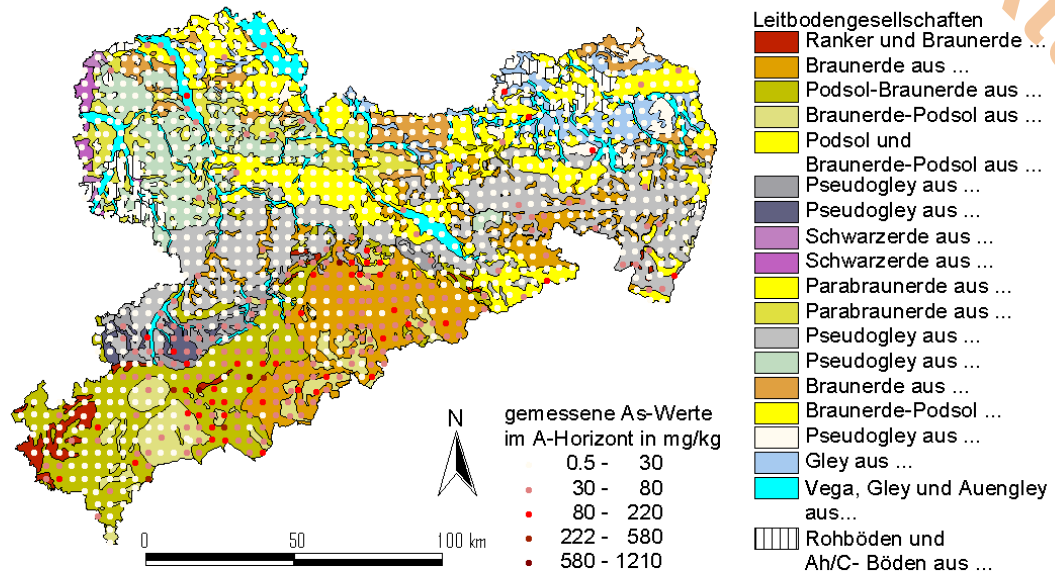 Leitbodengesellschaften
Ranker und Braunerde ...
Braunerde aus ...
Podsol-Braunerde aus ...
Braunerde-Podsol aus ...
Podsol und
Braunerde-Podsol aus ...
Pseudogley aus ...
Pseudogley aus ...
Schwarzerde aus ...
Schwarzerde aus ...
Parabraunerde aus ...
Parabraunerde aus ...
Pseudogley aus ...
Pseudogley aus ...
Braunerde aus ...
Braunerde-Podsol ...
Pseudogley aus ...
Gley aus ...
Vega, Gley und Auengley
aus...
Rohböden und
Ah/C- Böden aus ...
N
gemessene As-Werte
im A-Horizont in mg/kg
0.5 - 30
30 - 80
80 - 220
222 - 580
580 - 1210
0 50 100 km